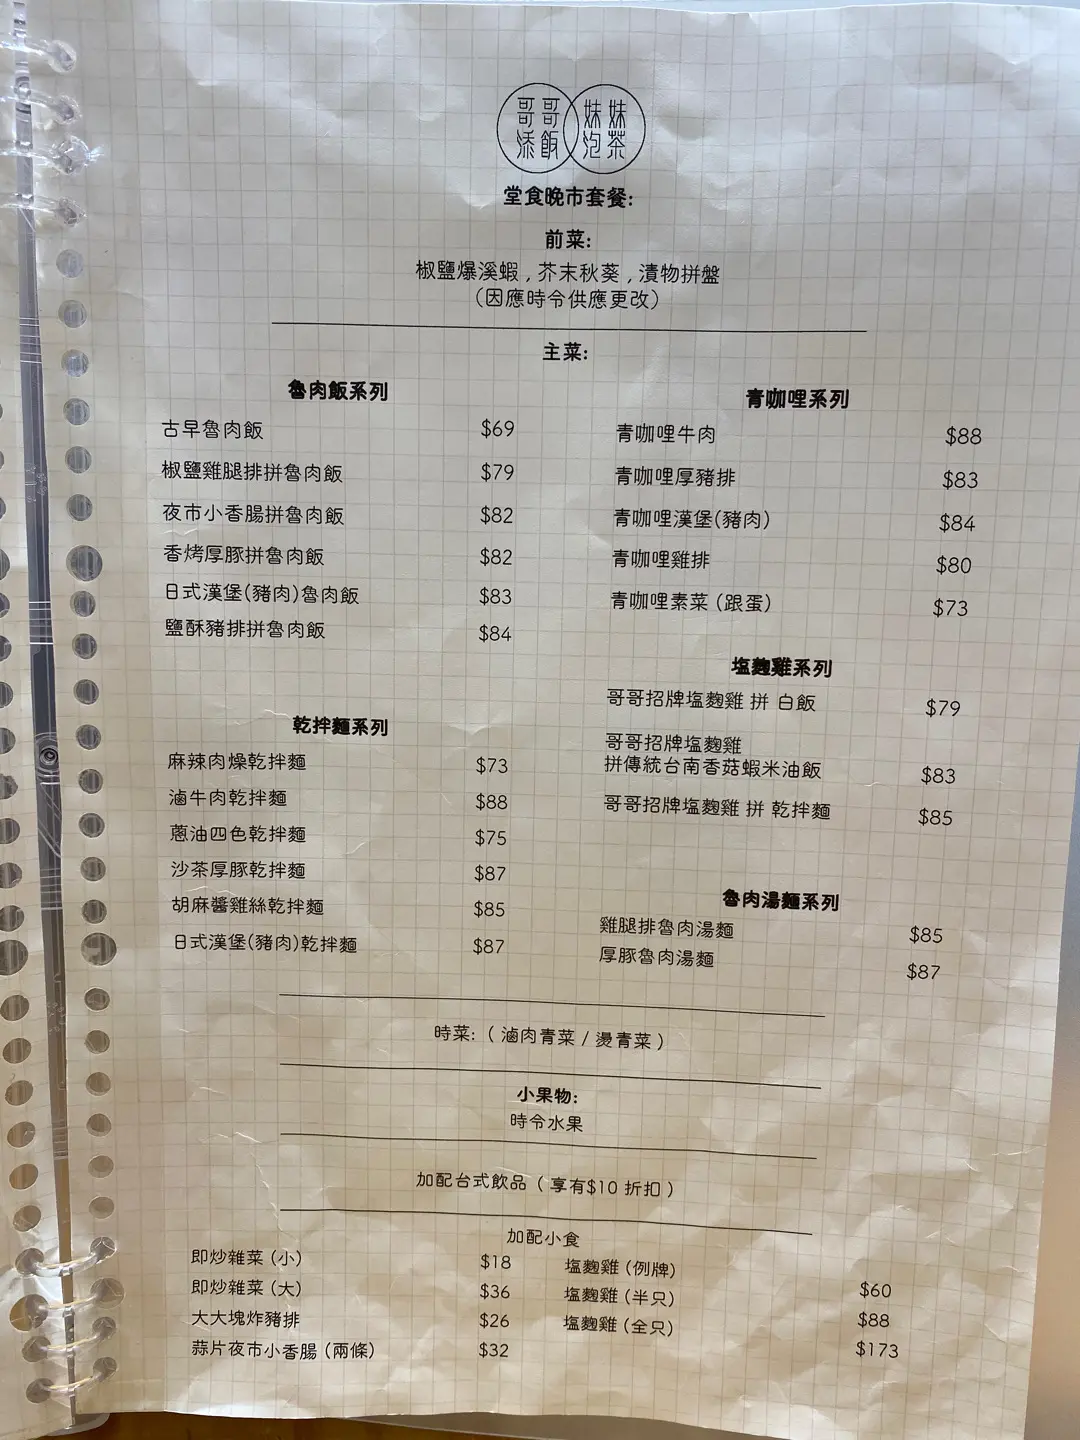 哥哥 妹妹
添飯 泡茶
堂食晚市套餐:
前菜:
椒鹽爆溪蝦 , 芥末秋葵 , 漬物拼盤
(因應時令供應更改)
主菜:
魯肉飯系列
古早魯肉飯 $69
椒鹽雞腿排拼魯肉飯 $79
夜市小香腸拼魯肉飯 $82
香烤厚豚拼魯肉飯 $82
日式漢堡(豬肉)魯肉飯 $83
鹽酥豬排拼魯肉飯 $84
乾拌麵系列
麻辣肉燥乾拌麵 $73
滷牛肉乾拌麵 $88
蔥油四色乾拌麵 $75
沙茶厚豚乾拌麵 $87
胡麻醬雞絲乾拌麵 $85
日式漢堡(豬肉)乾拌麵 $87
青咖哩系列
青咖哩牛肉 $88
青咖哩厚豬排 $83
青咖哩漢堡(豬肉) $84
青咖哩雞排 $80
青咖哩素菜 (跟蛋) $73
塩麴雞系列
哥哥招牌塩麴雞 拼 白飯 $79
哥哥招牌塩麴雞
拼傳統台南香菇蝦米油飯 $83
哥哥招牌塩麴雞 拼 乾拌麵 $85
魯肉湯麵系列
雞腿排魯肉湯麵 $85
厚豚魯肉湯麵 $87
時菜: ( 滷肉青菜 / 燙青菜 )
小果物:
時令水果
加配台式飲品 ( 享有$10 折扣 )
加配小食
即炒雜菜 (小) $18
即炒雜菜 (大) $36
大大塊炸豬排 $26
蒜片夜市小香腸 (兩條) $32
塩麴雞 (例牌) $60
塩麴雞 (半只) $88
塩麴雞 (全只) $173